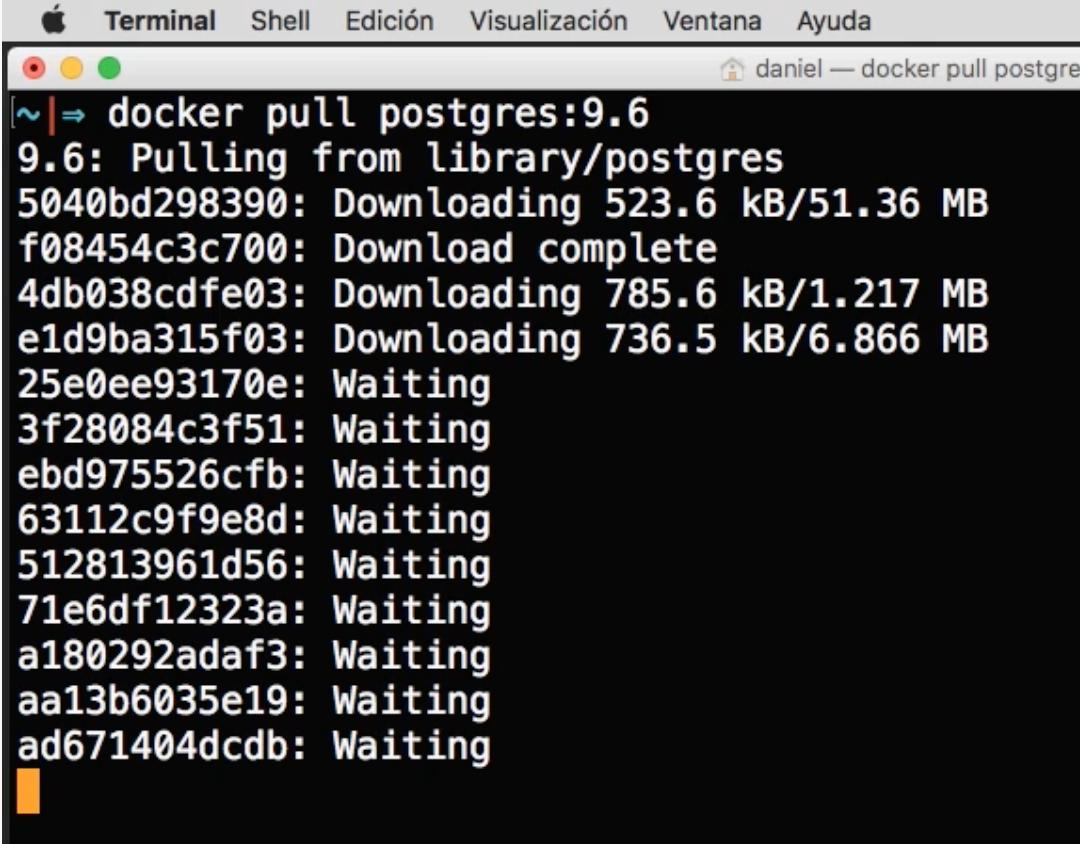 Terminal Shell Edición Visualización Ventana Ayuda
daniel — docker pull postgre
~|⇒ docker pull postgres:9.6
9.6: Pulling from library/postgres
5040bd298390: Downloading 523.6 kB/51.36 MB
f08454c3c700: Download complete
4db038cdfe03: Downloading 785.6 kB/1.217 MB
e1d9ba315f03: Downloading 736.5 kB/6.866 MB
25e0ee93170e: Waiting
3f28084c3f51: Waiting
ebd975526cfb: Waiting
63112c9f9e8d: Waiting
512813961d56: Waiting
71e6df12323a: Waiting
a180292adaf3: Waiting
aa13b6035e19: Waiting
ad671404dcdb: Waiting